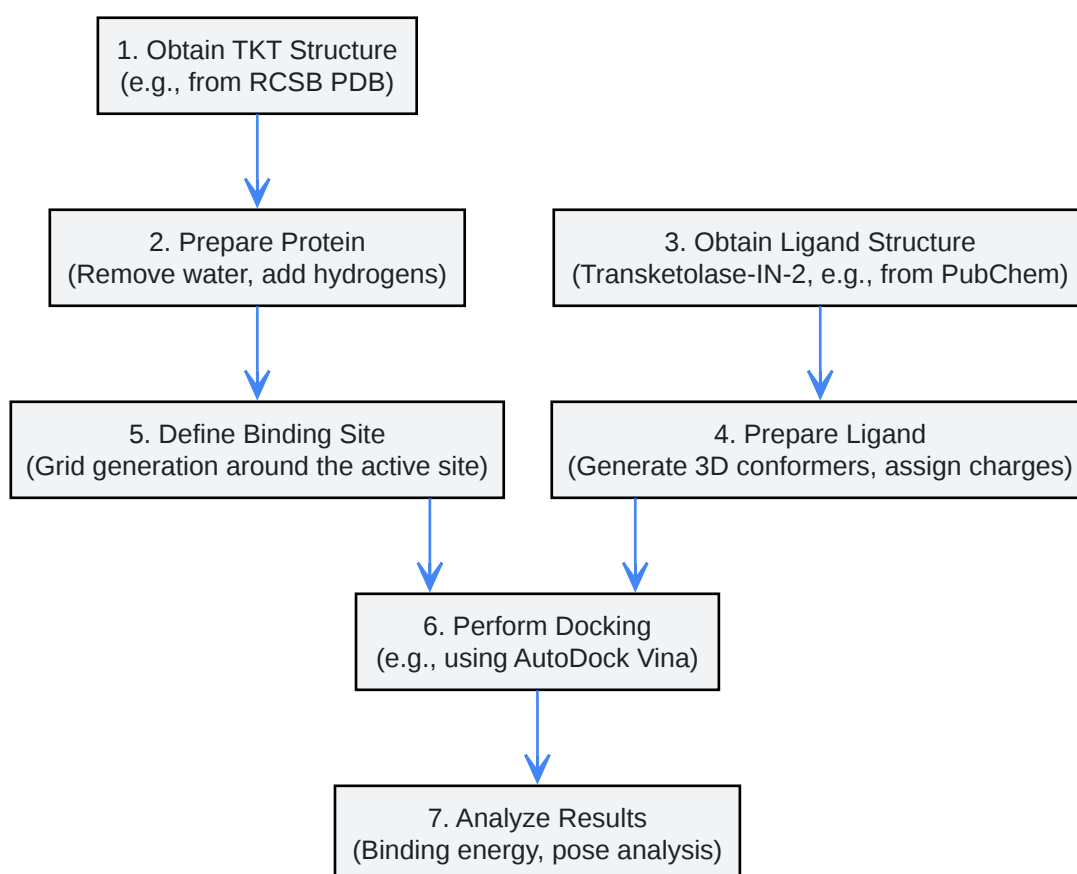 1. Obtain TKT Structure
(e.g., from RCSB PDB)
2. Prepare Protein
(Remove water, add hydrogens)
3. Obtain Ligand Structure
(Transketolase-IN-2, e.g., from PubChem)
5. Define Binding Site
(Grid generation around the active site)
4. Prepare Ligand
(Generate 3D conformers, assign charges)
6. Perform Docking
(e.g., using AutoDock Vina)
7. Analyze Results
(Binding energy, pose analysis)